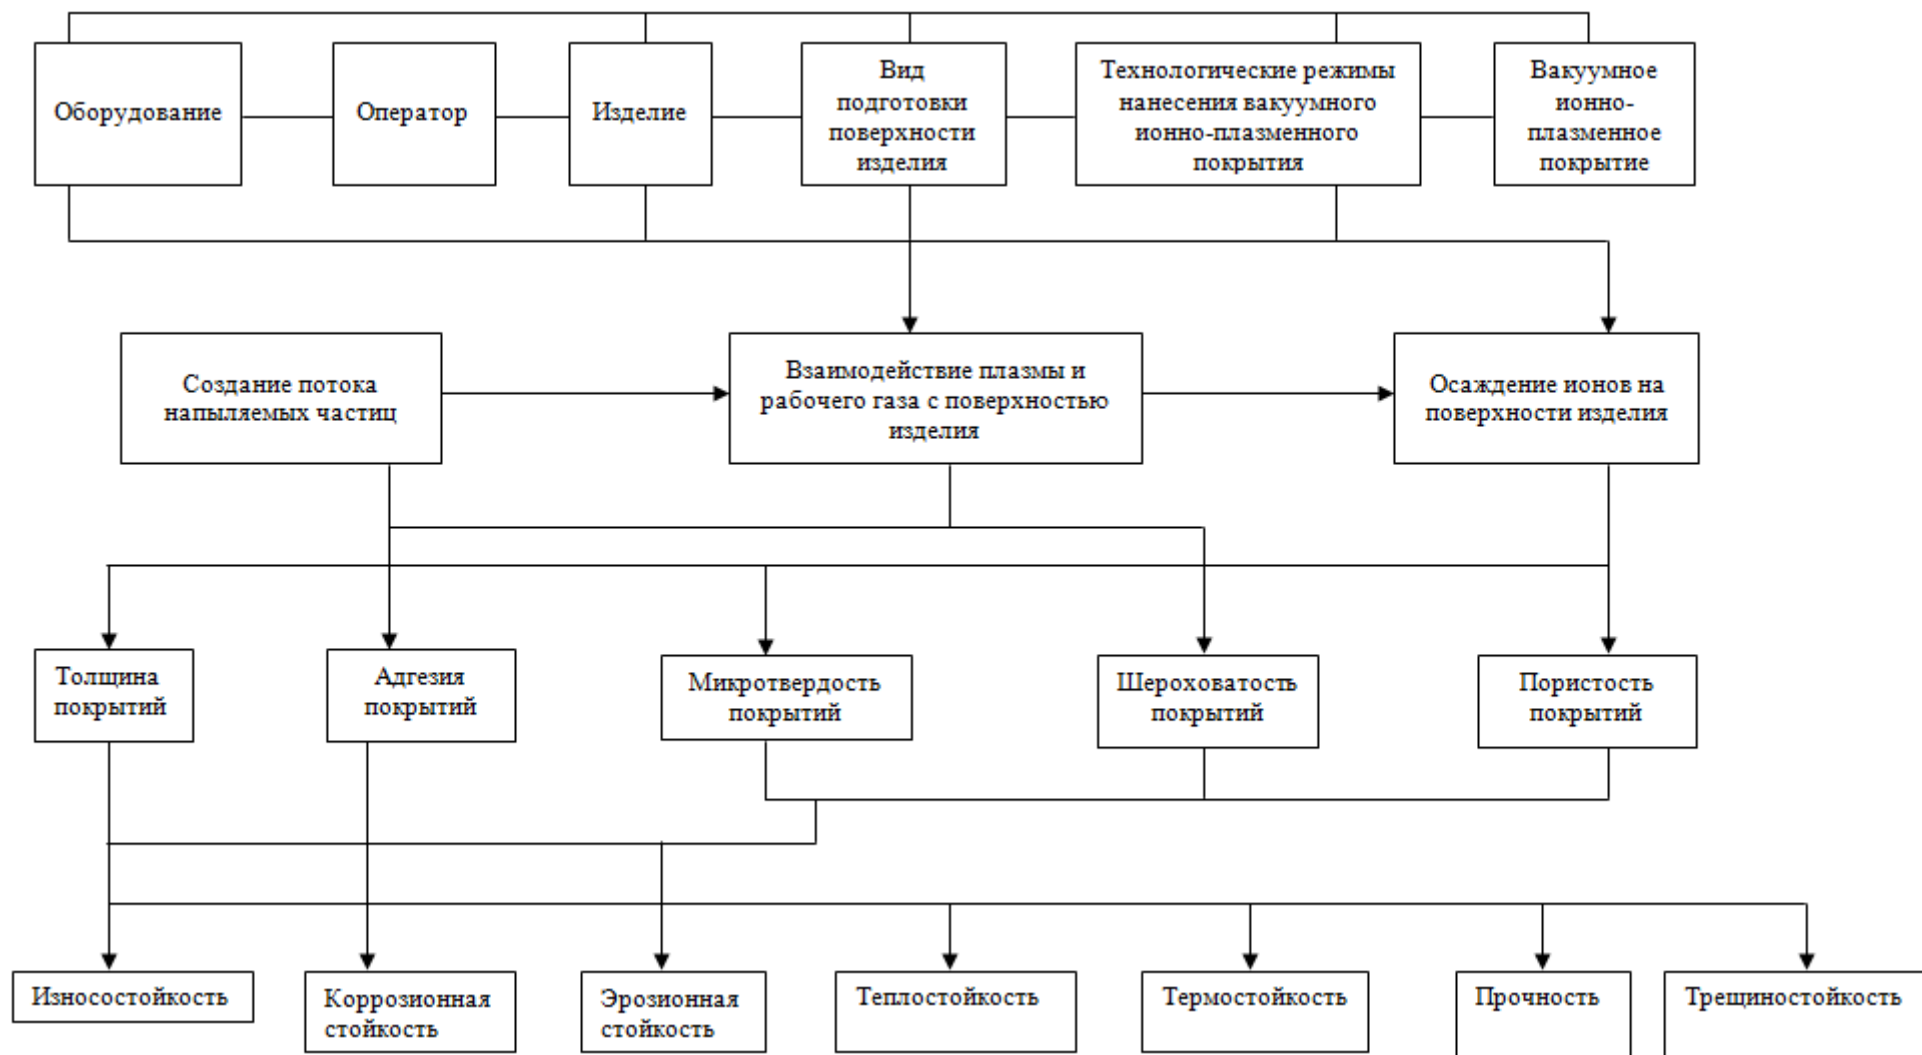 Оборудование
Оператор
Изделие
Вид
подготовки
поверхности
изделия
Технологические режимы
нанесения вакуумного
ионно-плазменного
покрытия
Вакуумное
ионно-
плазменное
покрытие
Создание потока
напыляемых частиц
Взаимодействие плазмы и
рабочего газа с поверхностью
изделия
Осаждение ионов на
поверхности изделия
Толщина
покрытий
Адгезия
покрытий
Микротвердость
покрытий
Шероховатость
покрытий
Пористость
покрытий
Износостойкость
Коррозионная
стойкость
Эрозионная
стойкость
Теплостойкость
Термостойкость
Прочность
Трещиностойкость